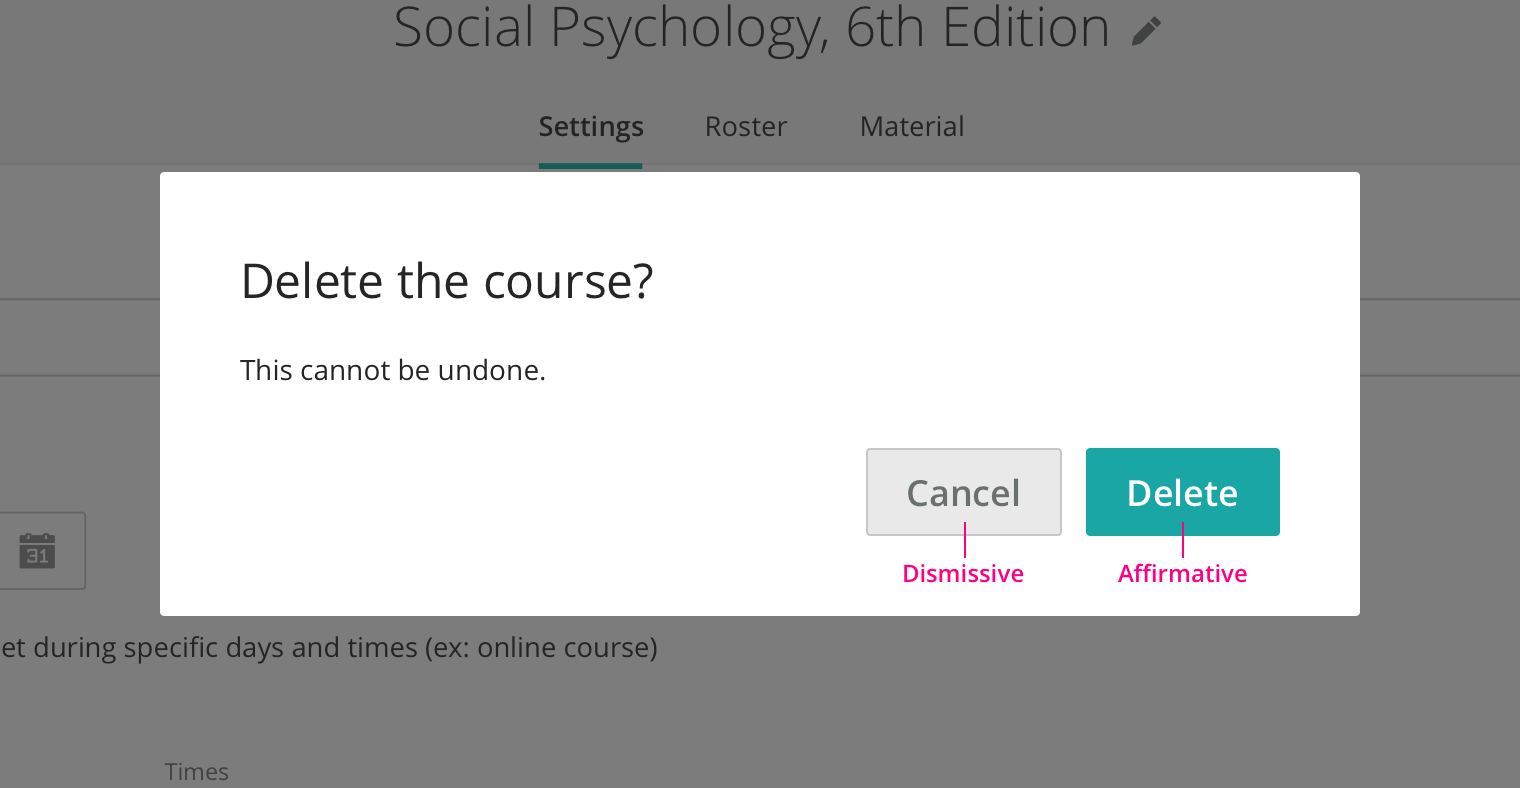 Social Psychology, 6th Edition
Settings Roster Material
Delete the course?
This cannot be undone.
Cancel Delete
Dismissive Affirmative
31
et during specific days and times (ex: online course)
Times